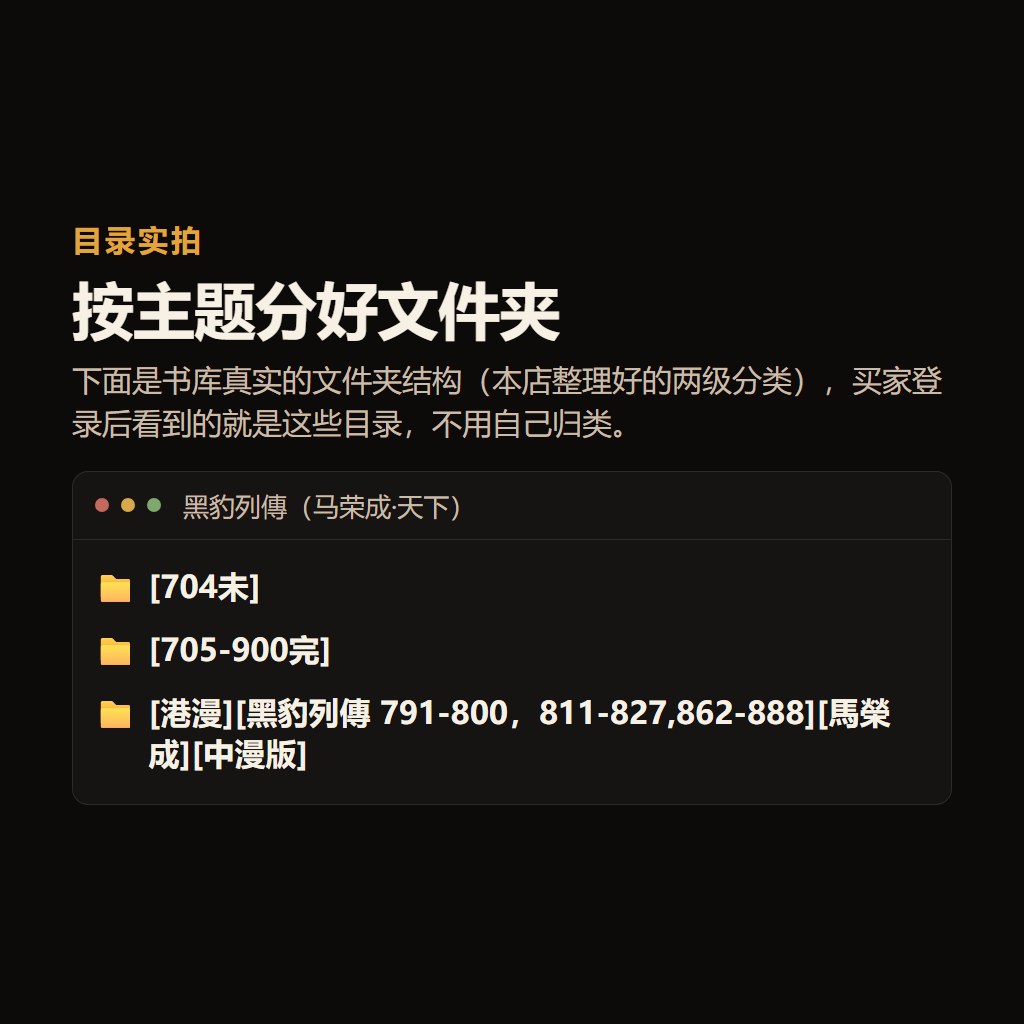 目录实拍
按主题分好文件夹
下面是书库真实的文件夹结构（本店整理好的两级分类），买家登
录后看到的就是这些目录，不用自己归类。
黑豹列傳（马荣成·天下）
[704未]
[705-900完]
[港漫][黑豹列傳 791-800，811-827,862-888][馬榮
成][中漫版]